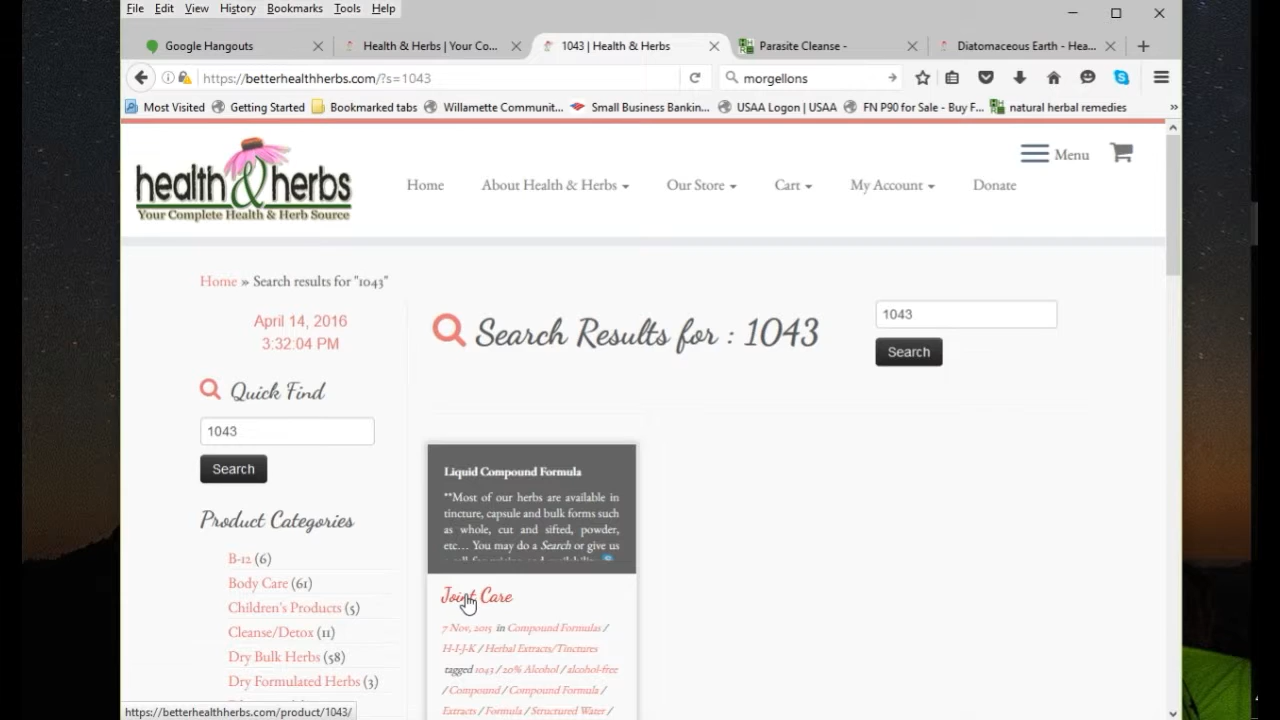 File Edit View History Bookmarks Tools Help
Google Hangouts
Health & Herbs | Your Co...
1043 | Health & Herbs
Parasite Cleanse -
Diatomaceous Earth - Hea...
https://betterhealthherbs.com/?s=1043
morgellons
Most Visited Getting Started Bookmarked tabs Willamette Communit... Small Business Bankin... USAA Logon | USAA FN P90 for Sale - Buy F... natural herbal remedies »
health & herbs
Your Complete Health & Herb Source
Menu
Home About Health & Herbs Our Store Cart My Account Donate
Home » Search results for "1043"
April 14, 2016
3:32:04 PM
Quick Find
1043
Search
Product Categories
B-12 (6)
Body Care (61)
Children's Products (5)
Cleanse/Detox (11)
Dry Bulk Herbs (58)
Dry Formulated Herbs (3)
Search Results for : 1043
1043
Search
Liquid Compound Formula
**Most of our herbs are available in
tincture, capsule and bulk forms such
as whole, cut and sifted, powder,
etc... You may do a Search or give us
Joint Care
7 Nov, 2015 in Compound Formulas /
H-I-J-K / Herbal Extracts/Tinctures
tagged 1043 / 20% Alcohol / alcohol-free
/ Compound / Compound Formula /
Extracts / Formula / Structured Water /
https://betterhealthherbs.com/product/1043/